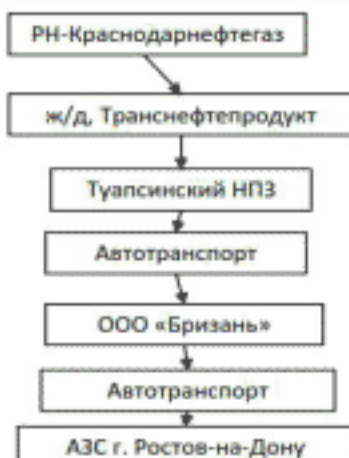 РН-Краснодарнефтегаз
ж/д, Транснефтепродукт
Туапсинский НПЗ
Автотранспорт
ООО «Бризань»
Автотранспорт
АЗС г. Ростов-на-Дону